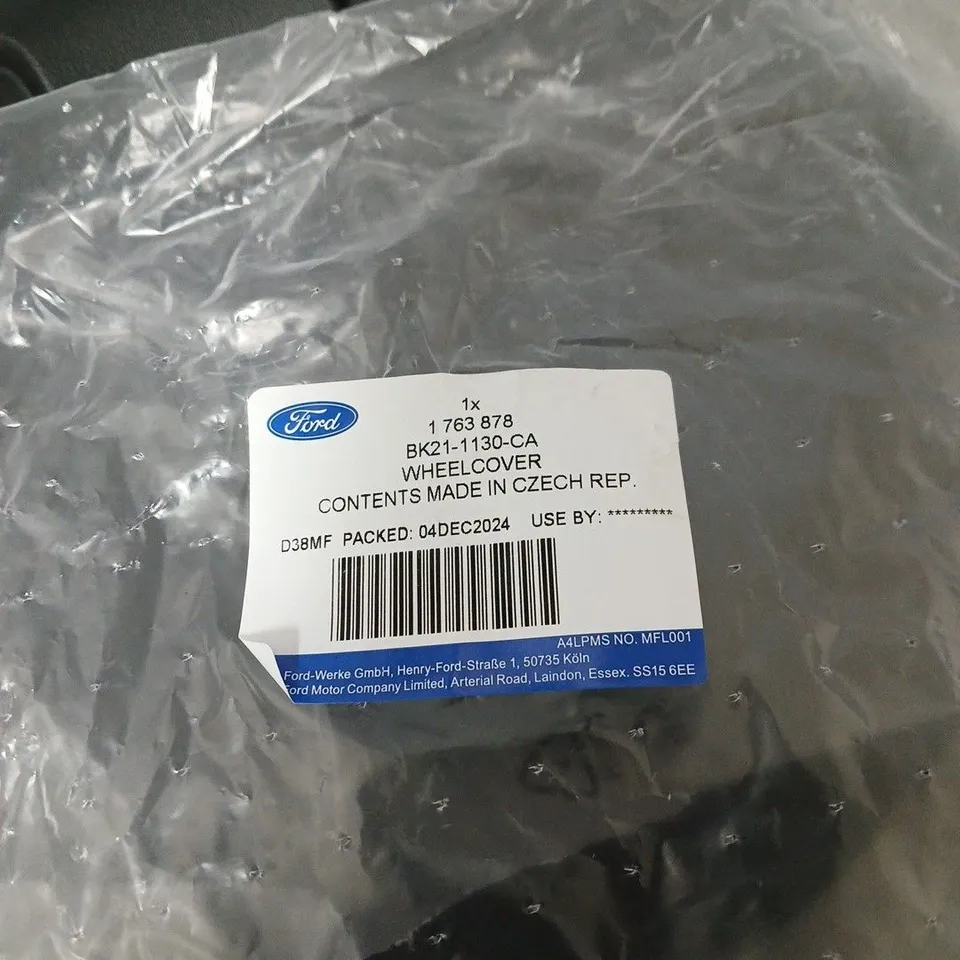 Ford
1x
1 763 878
BK21-1130-CA
WHEELCOVER
CONTENTS MADE IN CZECH REP.
D38MF PACKED: 04DEC2024 USE BY: *********
A4LPMS NO. MFL001
Ford-Werke GmbH, Henry-Ford-Straße 1, 50735 Köln
Ford Motor Company Limited, Arterial Road, Laindon, Essex. SS15 6EE